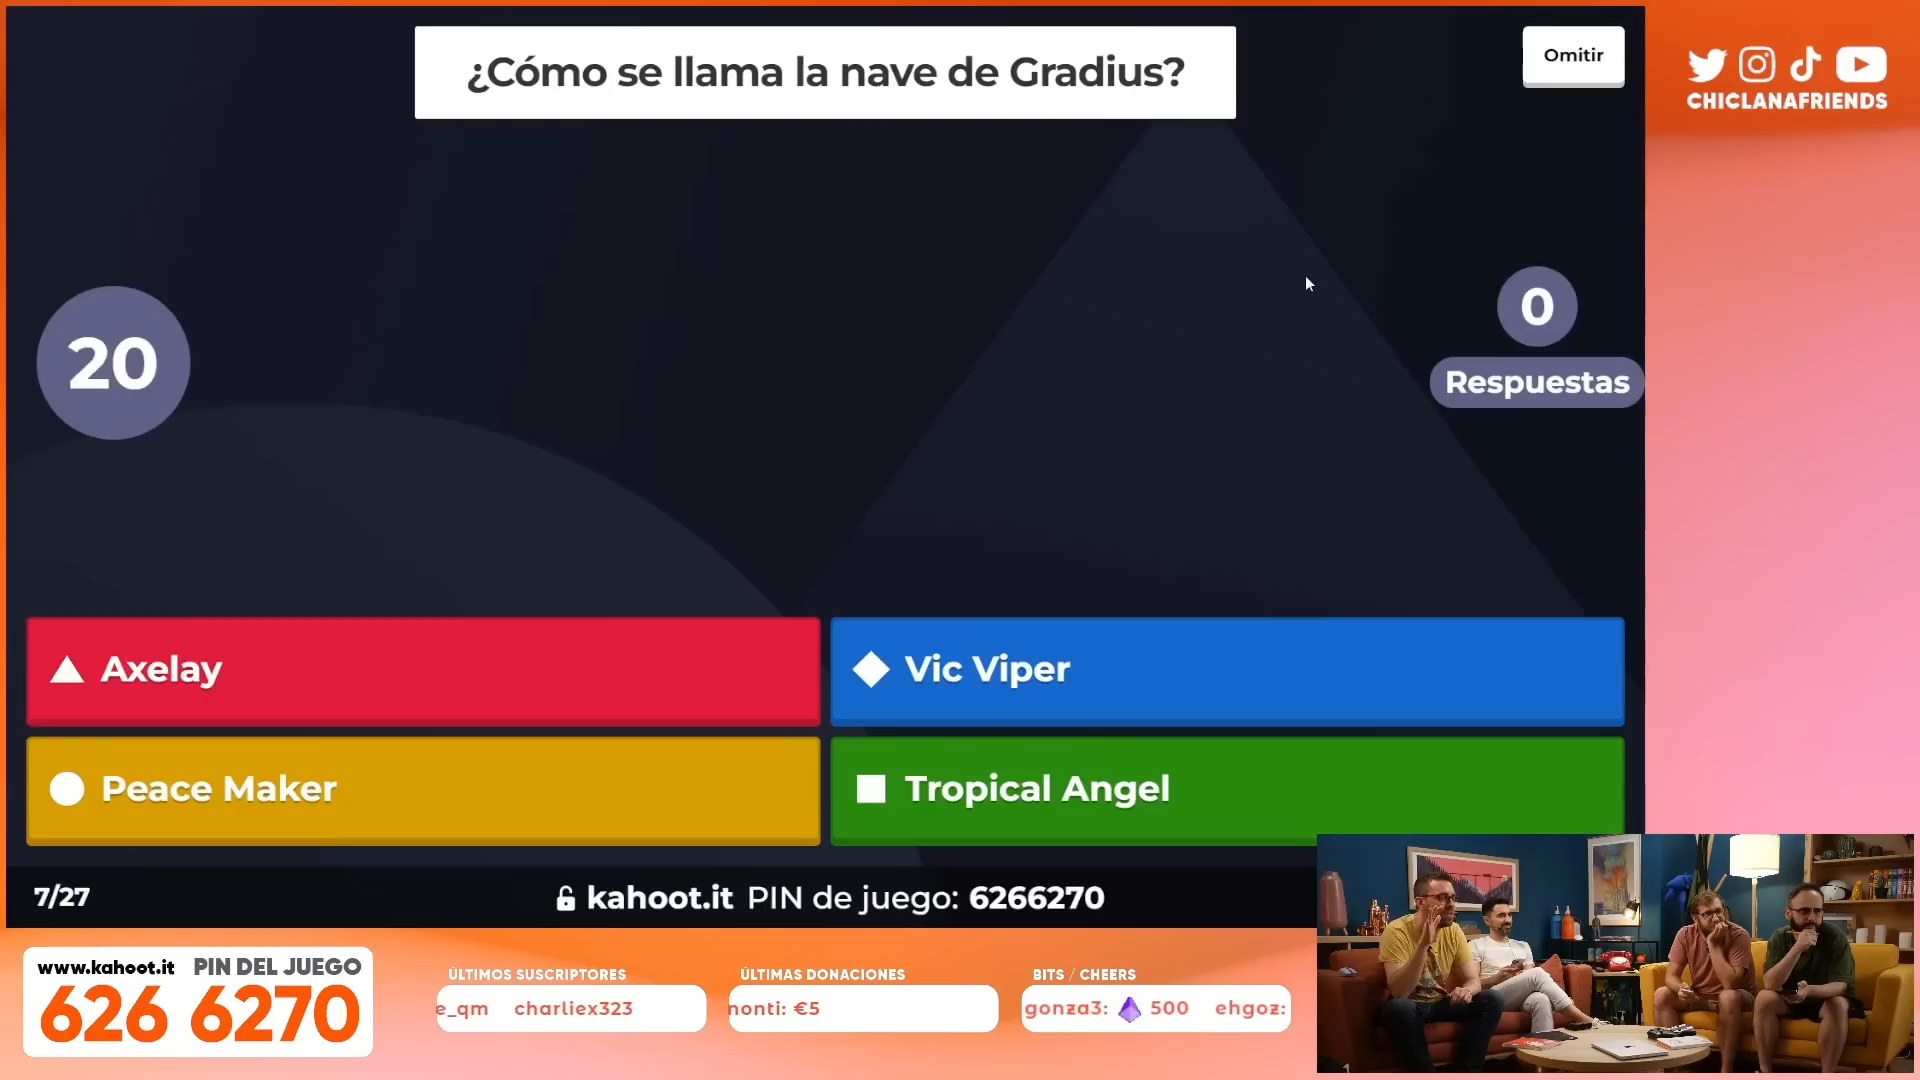 ¿Cómo se llama la nave de Gradius?
Omitir
CHICLANAFRIENDS
20
0
Respuestas
Axelay
Vic Viper
Peace Maker
Tropical Angel
7/27
kahoot.it PIN de juego: 6266270
www.kahoot.it PIN DEL JUEGO
626 6270
ÚLTIMOS SUSCRIPTORES
e_qm charliex323
ÚLTIMAS DONACIONES
nonti: €5
BITS / CHEERS
gonza3: 500 ehgoz: